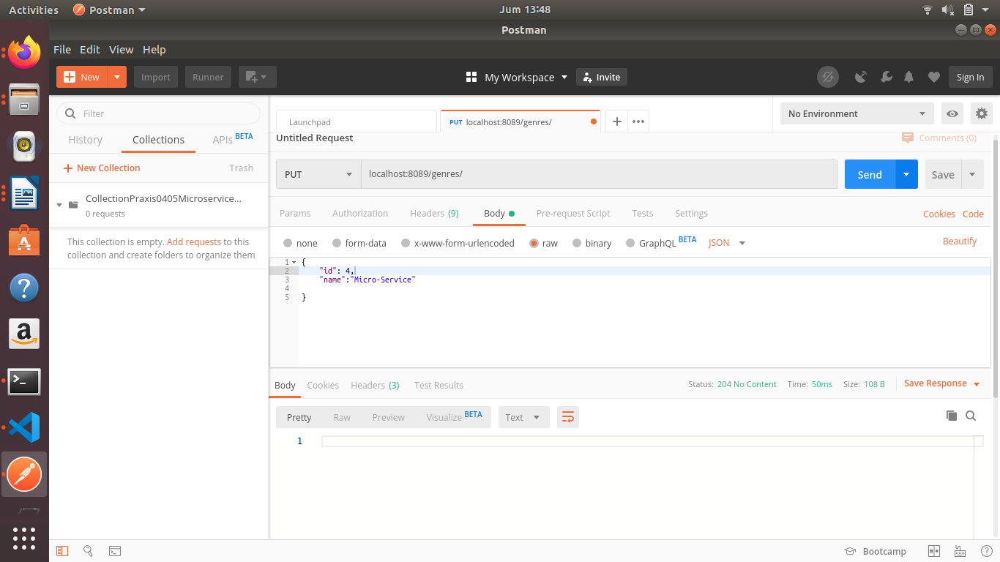 Activities Postman Jum 13:48
Postman
File Edit View Help
New Import Runner My Workspace Invite Sign In
Filter
History Collections APIs BETA
New Collection Trash
CollectionPraxis0405Microservice...
0 requests
This collection is empty. Add requests to this
collection and create folders to organize them
Launchpad PUT localhost:8089/genres/ No Environment
Untitled Request Comments (0)
PUT localhost:8089/genres/ Send Save
Params Authorization Headers (9) Body Pre-request Script Tests Settings Cookies Code
none form-data x-www-form-urlencoded raw binary GraphQL BETA JSON Beautify
1 {
2 "id": 4,
3 "name":"Micro-Service"
4
5 }
Body Cookies Headers (3) Test Results Status: 204 No Content Time: 50ms Size: 108 B Save Response
Pretty Raw Preview Visualize BETA Text
1
Bootcamp